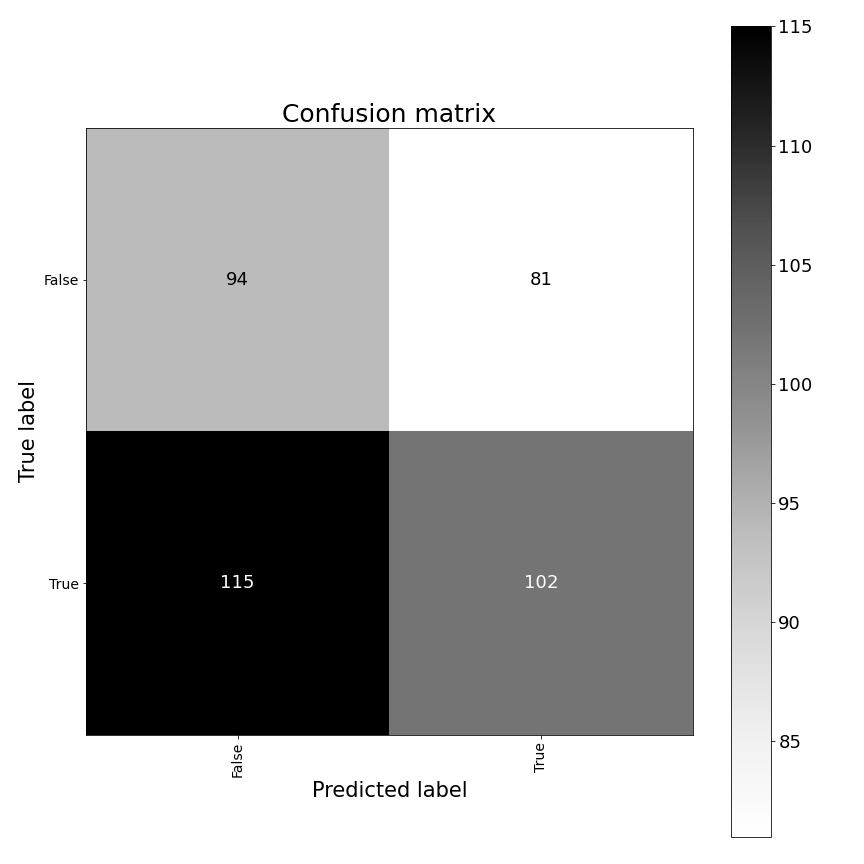 Confusion matrix
115
110
105
100
95
90
85
True label
False
94
81
True
115
102
False
True
Predicted label